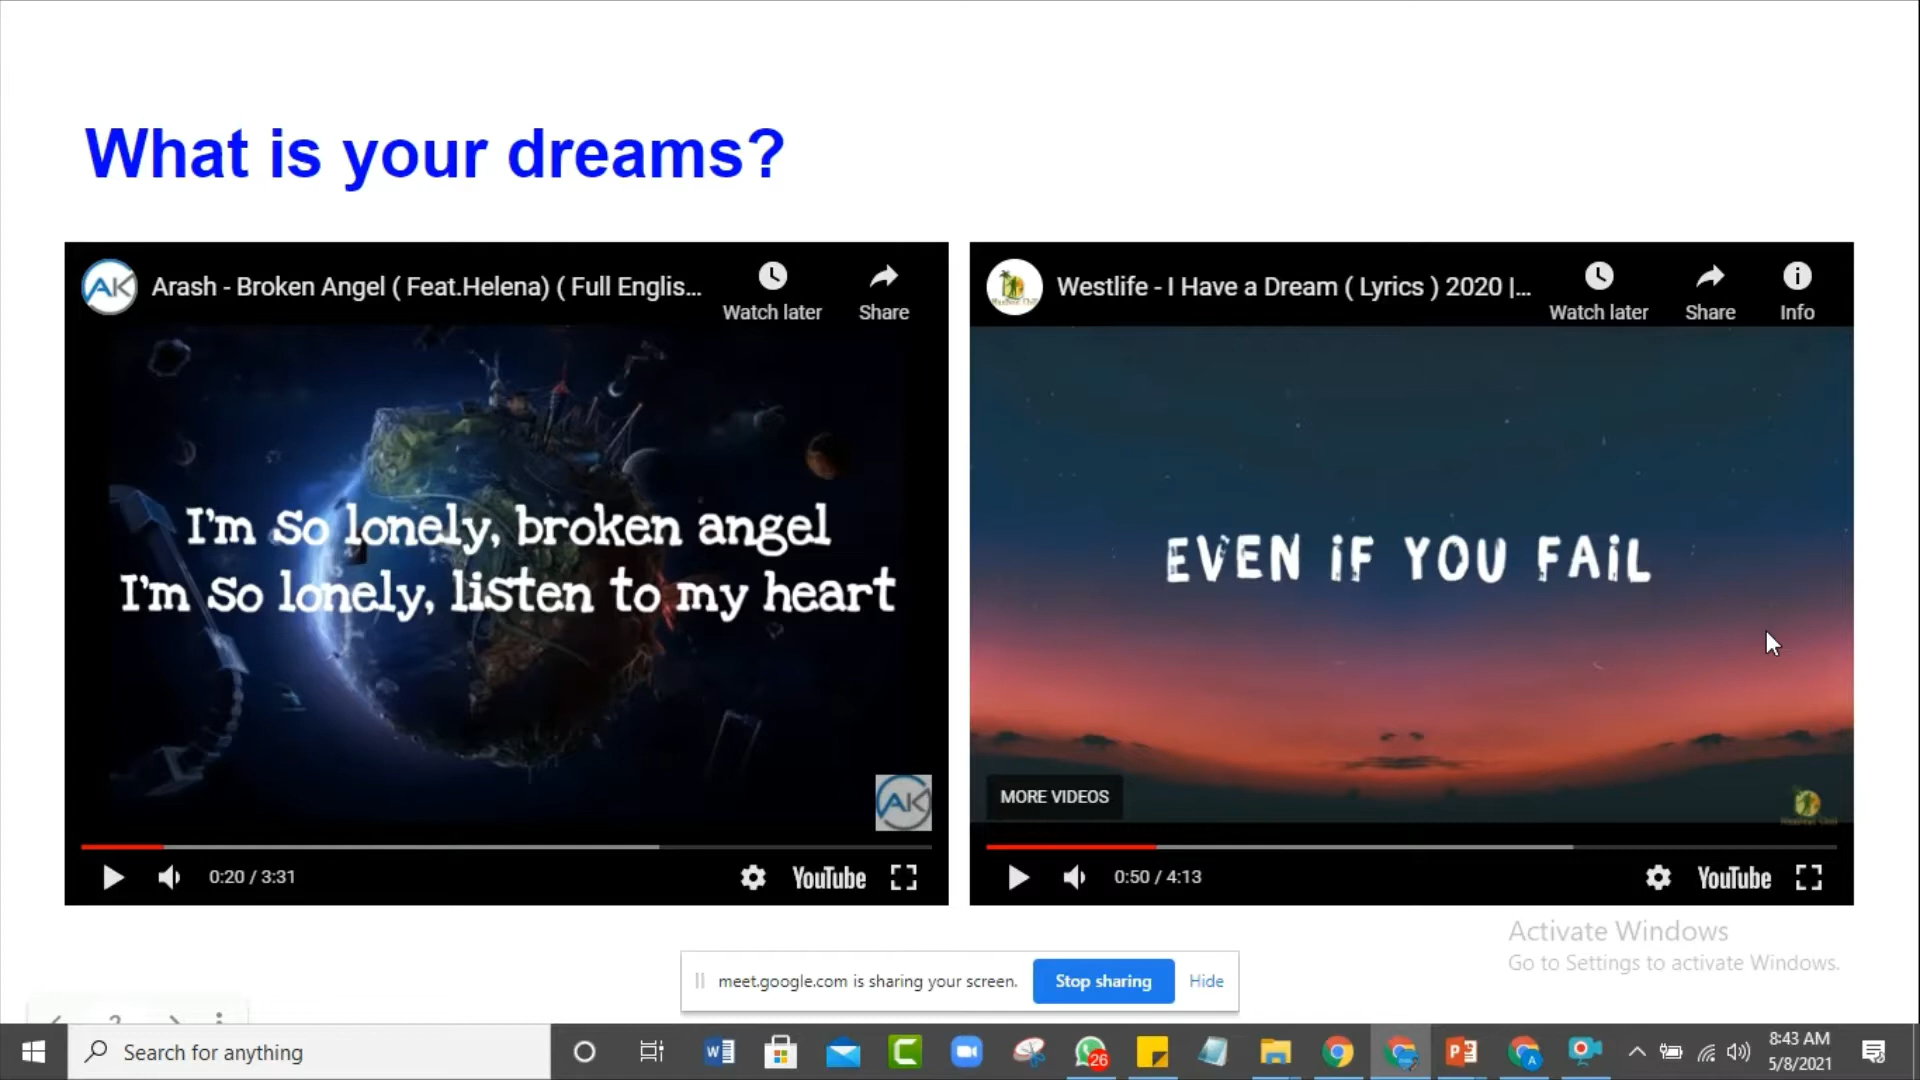 What is your dreams?
Arash - Broken Angel ( Feat.Helena) ( Full Englis...
Watch later
Share
I'm so lonely, broken angel
I'm so lonely, listen to my heart
AK
0:20 / 3:31
YouTube
Westlife - I Have a Dream ( Lyrics ) 2020 |...
Watch later
Share
Info
EVEN iF YOU FAiL
MORE VIDEOS
0:50 / 4:13
YouTube
Activate Windows
Go to Settings to activate Windows.
meet.google.com is sharing your screen.
Stop sharing
Hide
Search for anything
26
8:43 AM
5/8/2021